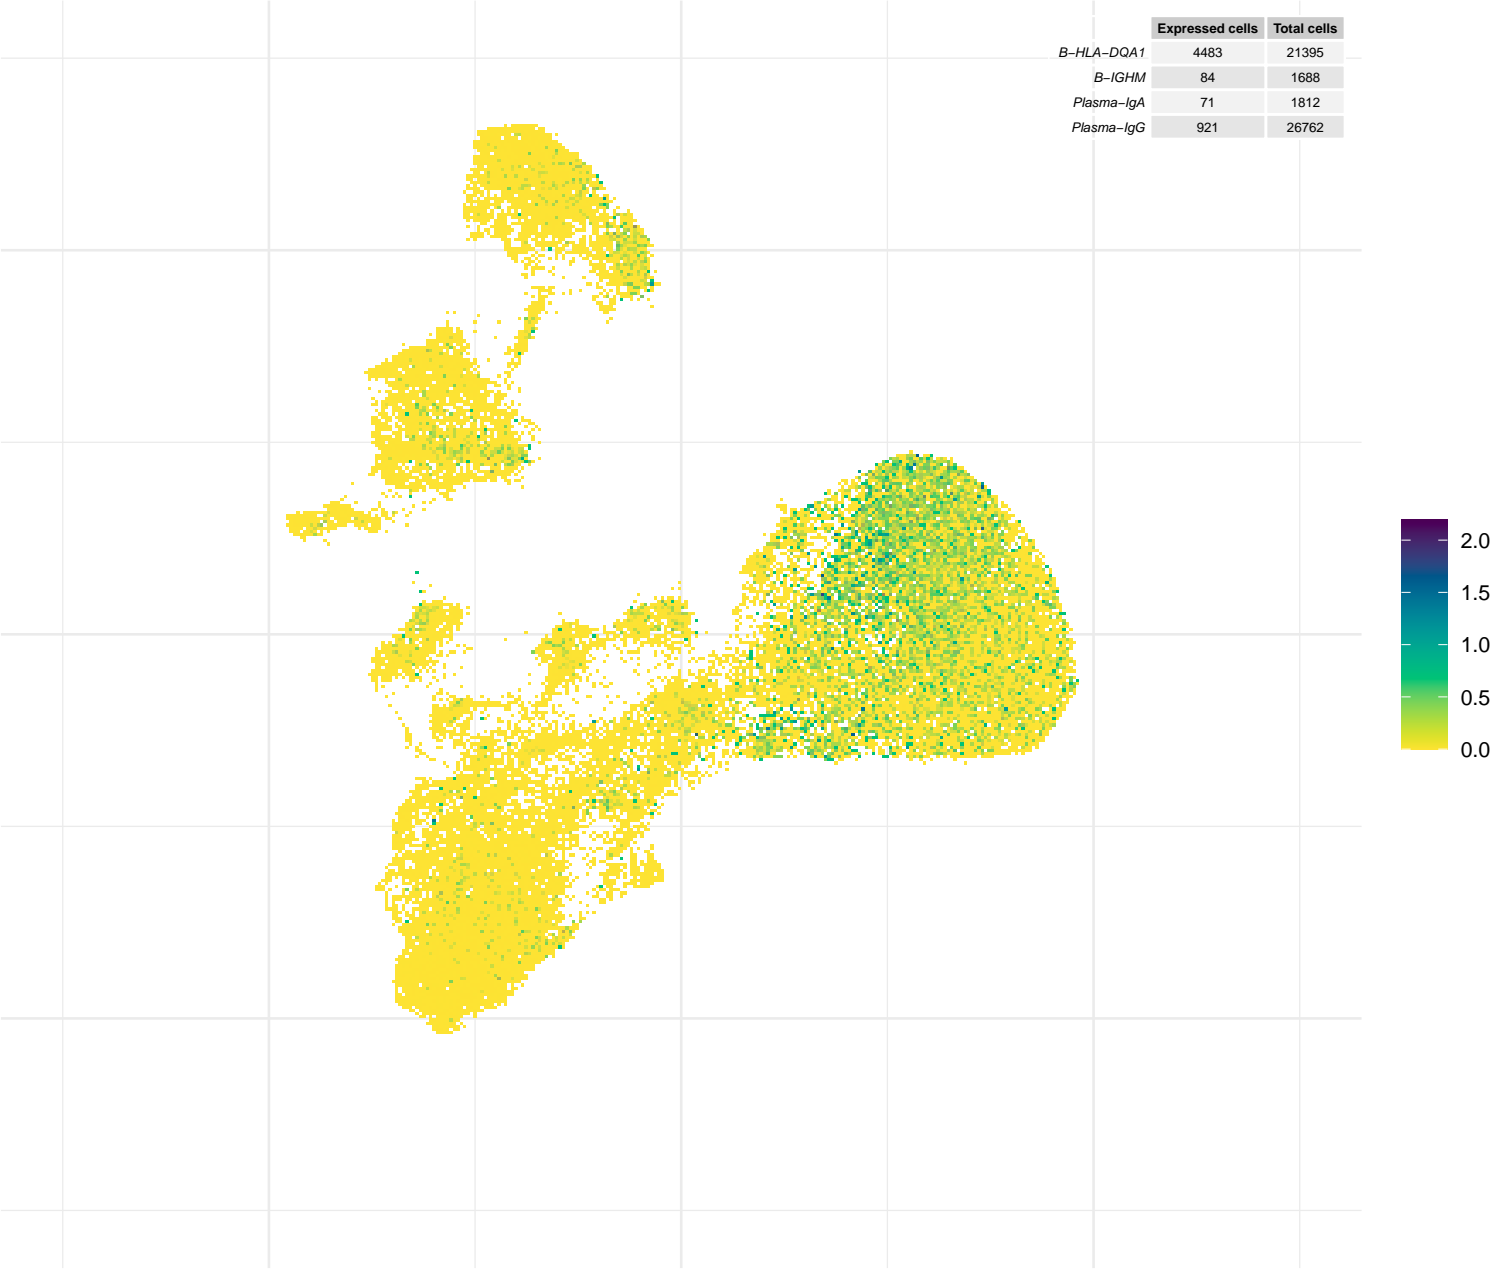 Expressed cells Total cells
B−HLA−DQA1 4483 21395
B−IGHM 84 1688
Plasma−IgA 71 1812
Plasma−IgG 921 26762
2.0
1.5
1.0
0.5
0.0